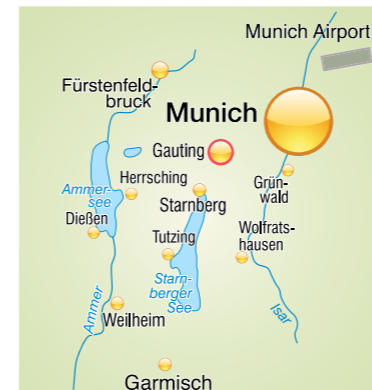 Munich Airport
Fürstenfeld-
bruck
Munich
Gauting
Herrsching
Grün-
wald
Ammer-
see
Starnberg
Dießen
Tutzing
Wolfrats-
hausen
Starn-
berger
See
Ammer
Isar
Weilheim
Garmisch